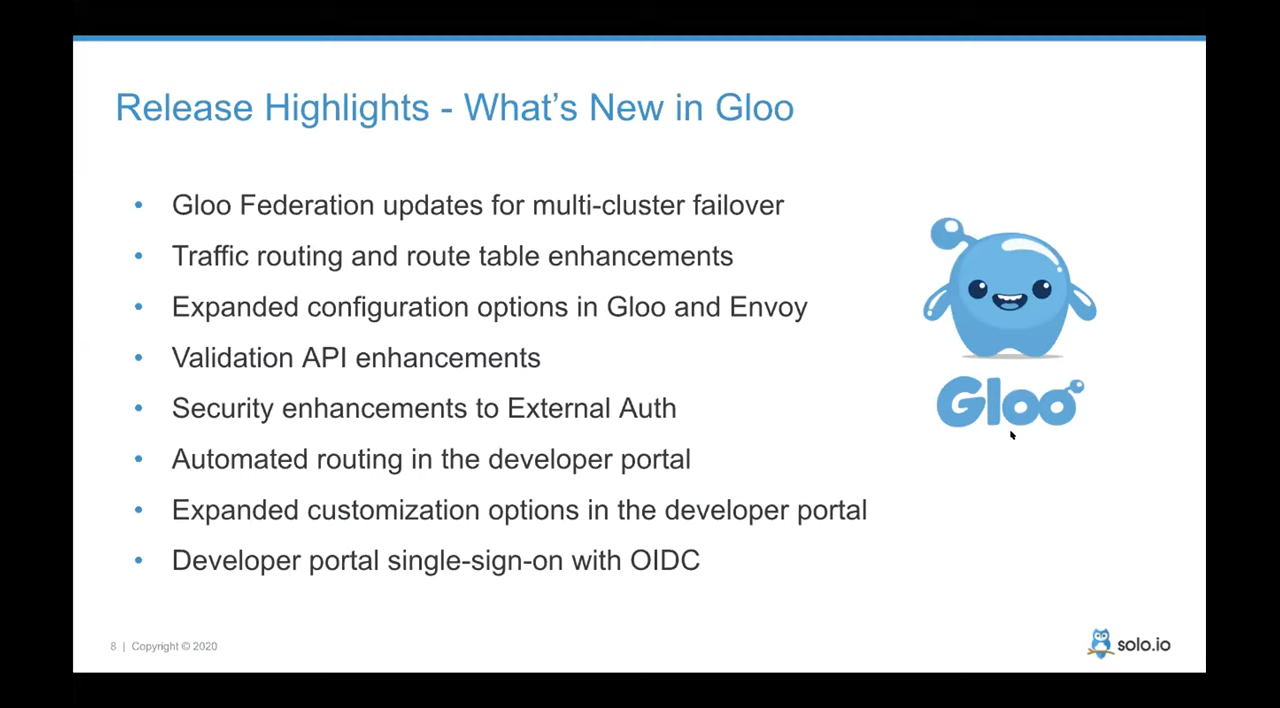 Release Highlights - What's New in Gloo
• Gloo Federation updates for multi-cluster failover
• Traffic routing and route table enhancements
• Expanded configuration options in Gloo and Envoy
• Validation API enhancements
• Security enhancements to External Auth
• Automated routing in the developer portal
• Expanded customization options in the developer portal
• Developer portal single-sign-on with OIDC
Gloo
8 | Copyright © 2020
solo.io